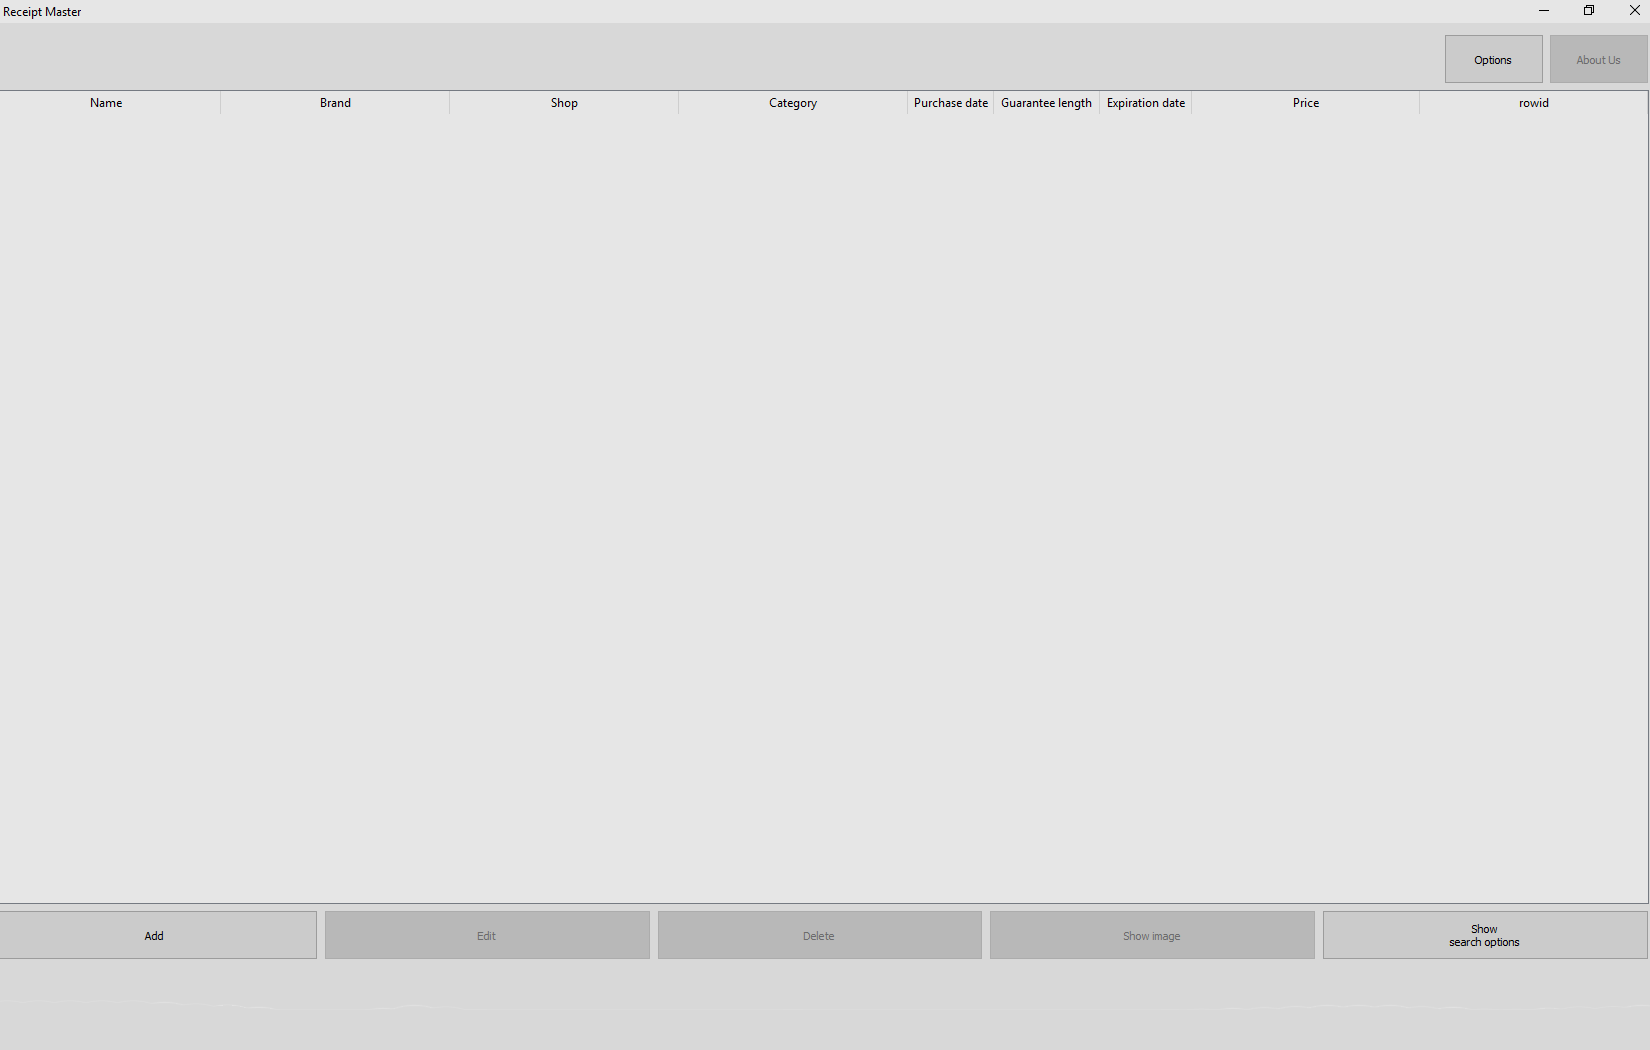 Receipt Master
Options
About Us
Name
Brand
Shop
Category
Purchase date
Guarantee length
Expiration date
Price
rowid
Add
Edit
Delete
Show image
Show
search options